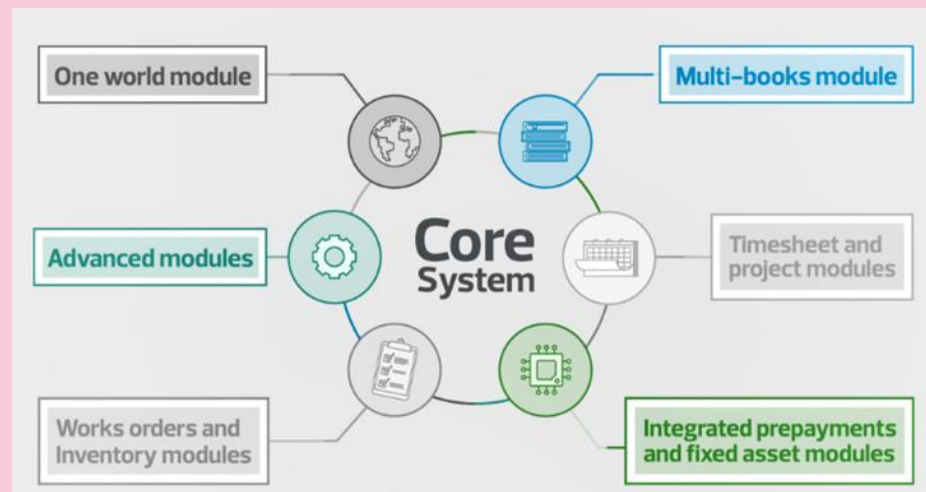 One world module
Multi-books module
Core
System
Advanced modules
Timesheet and
project modules
Works orders and
Inventory modules
Integrated prepayments
and fixed asset modules